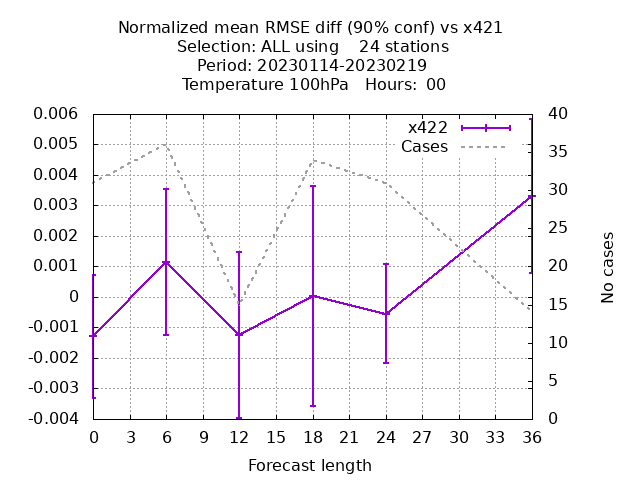 Normalized mean RMSE diff (90% conf) vs x421
Selection: ALL using    24 stations
Period: 20230114-20230219
Temperature 100hPa   Hours:  00
0.006
0.005
0.004
0.003
0.002
0.001
0
-0.001
-0.002
-0.003
-0.004
x422
Cases
40
35
30
25
20
15
10
5
0
No cases
0 3 6 9 12 15 18 21 24 27 30 33 36
Forecast length